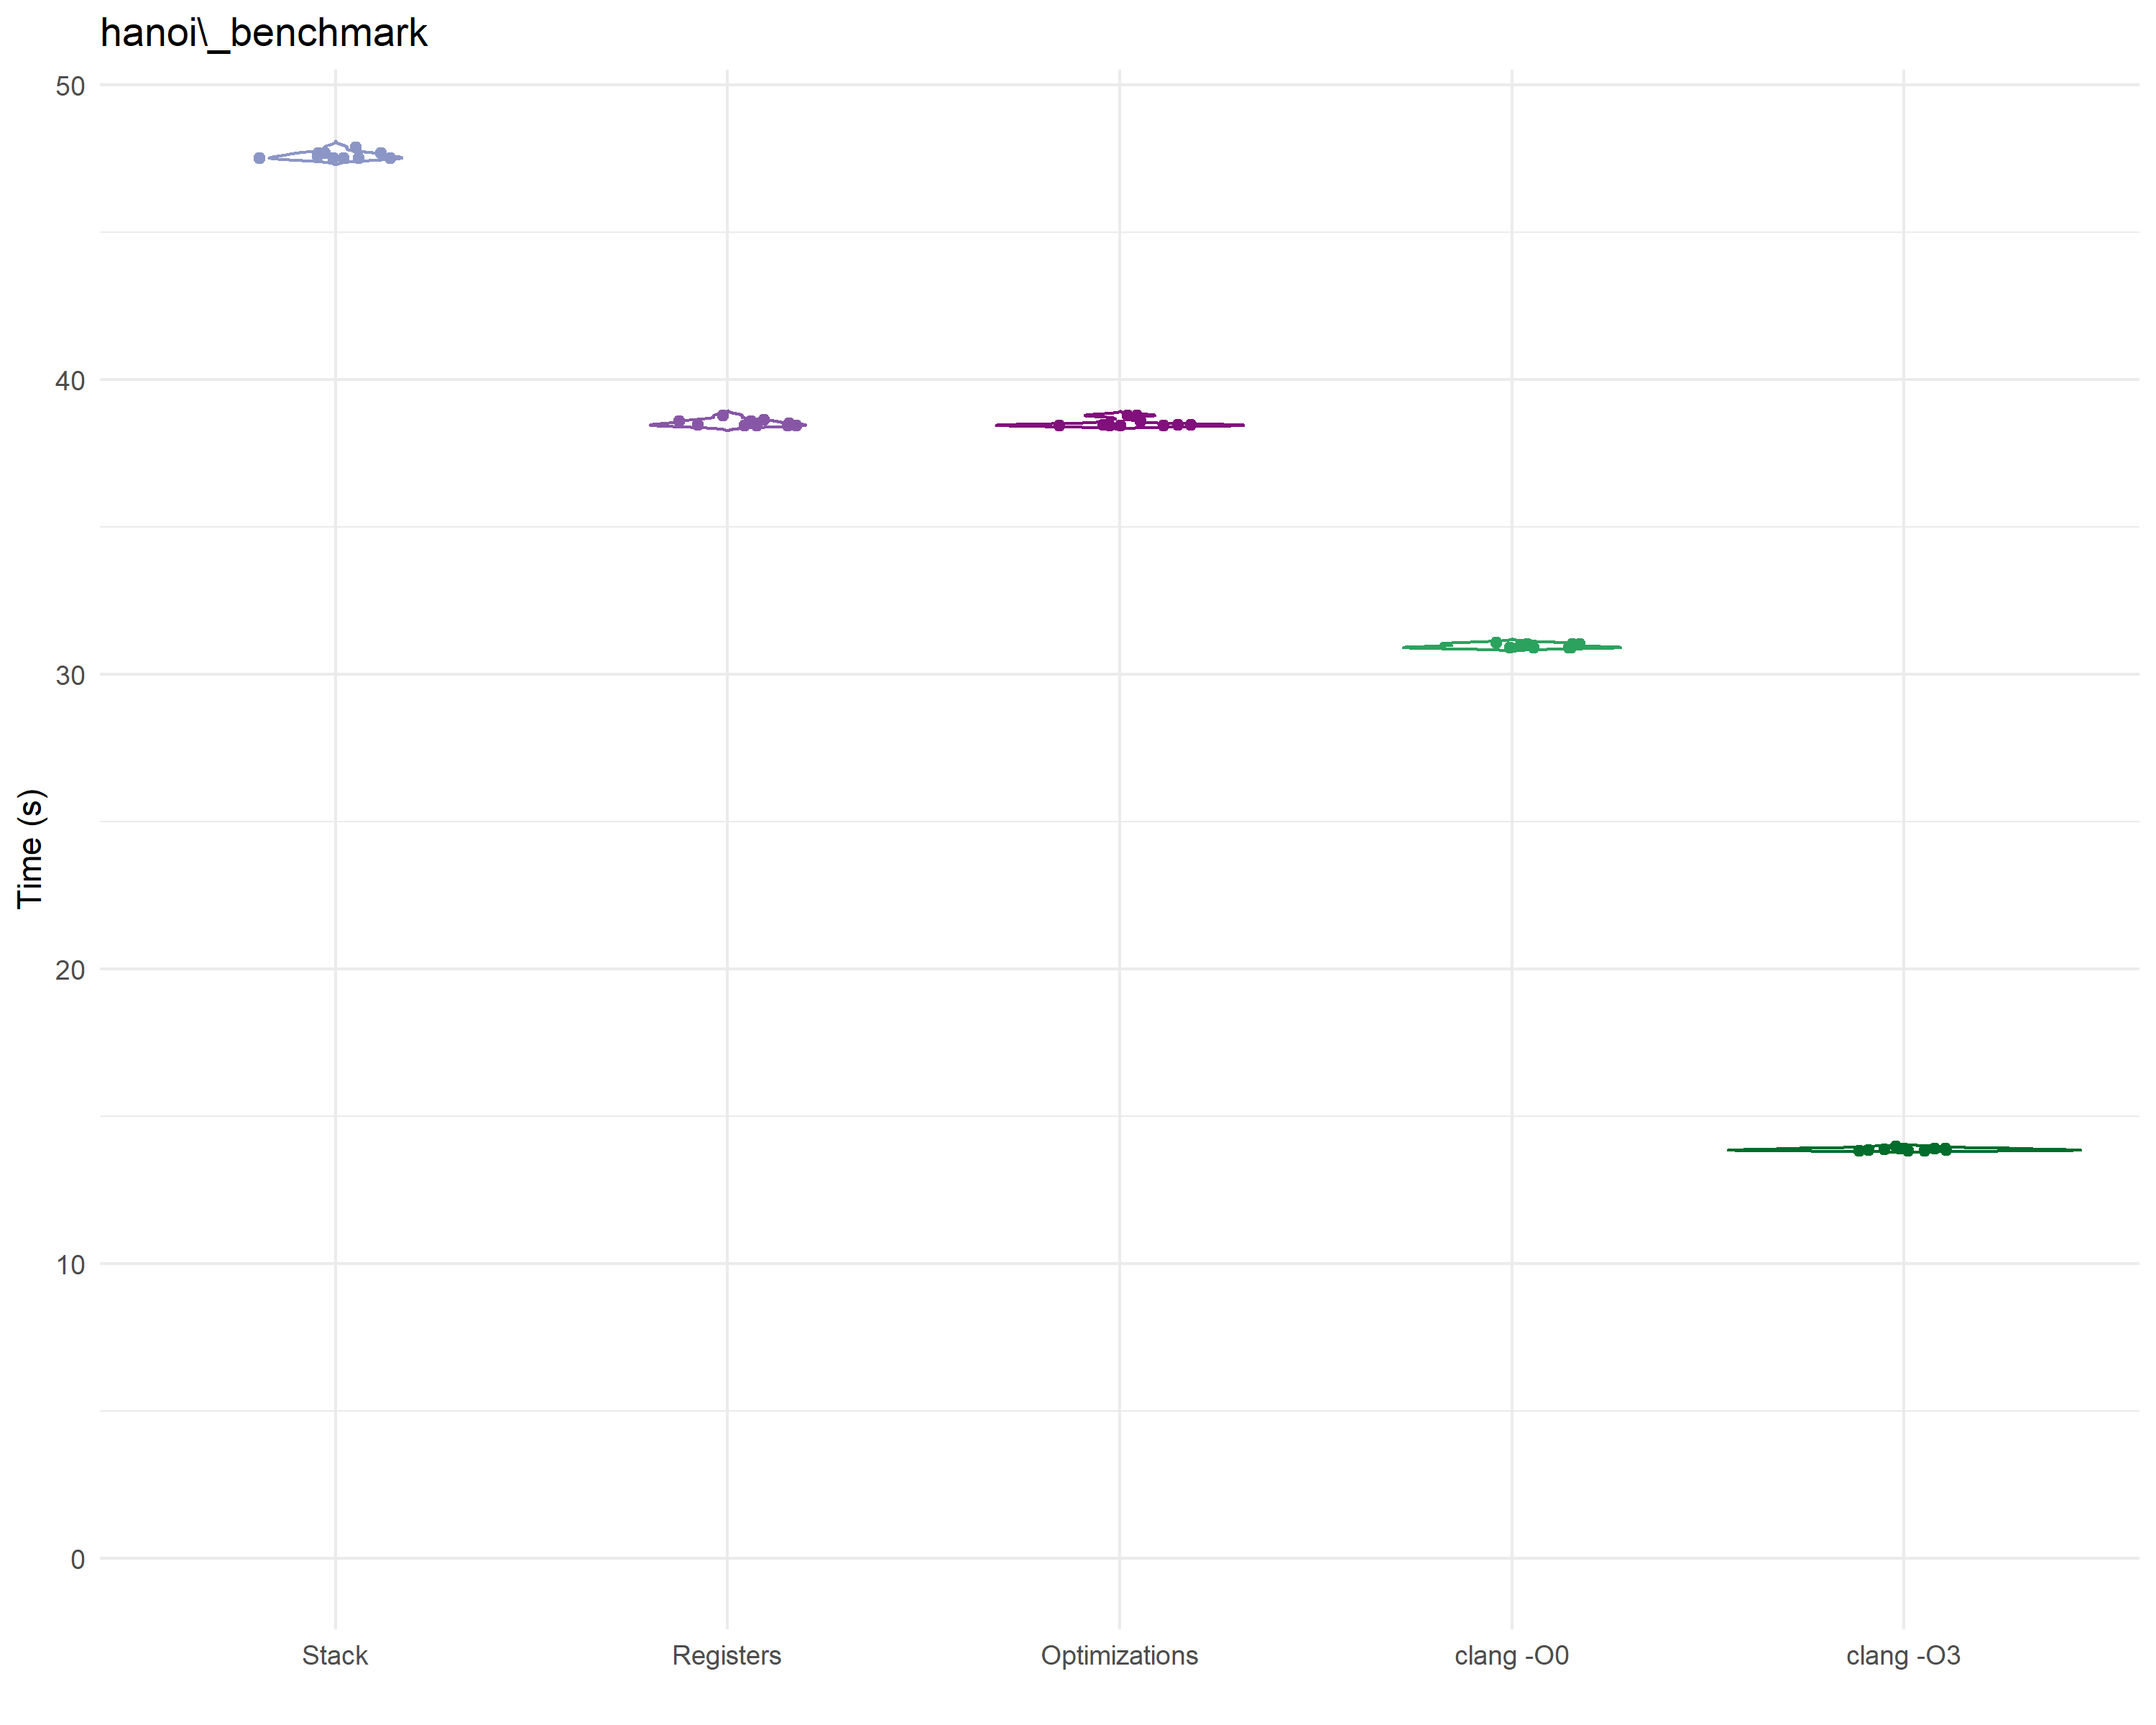 hanoi\_benchmark
50
40
30
20
10
0
Time (s)
Stack
Registers
Optimizations
clang -O0
clang -O3